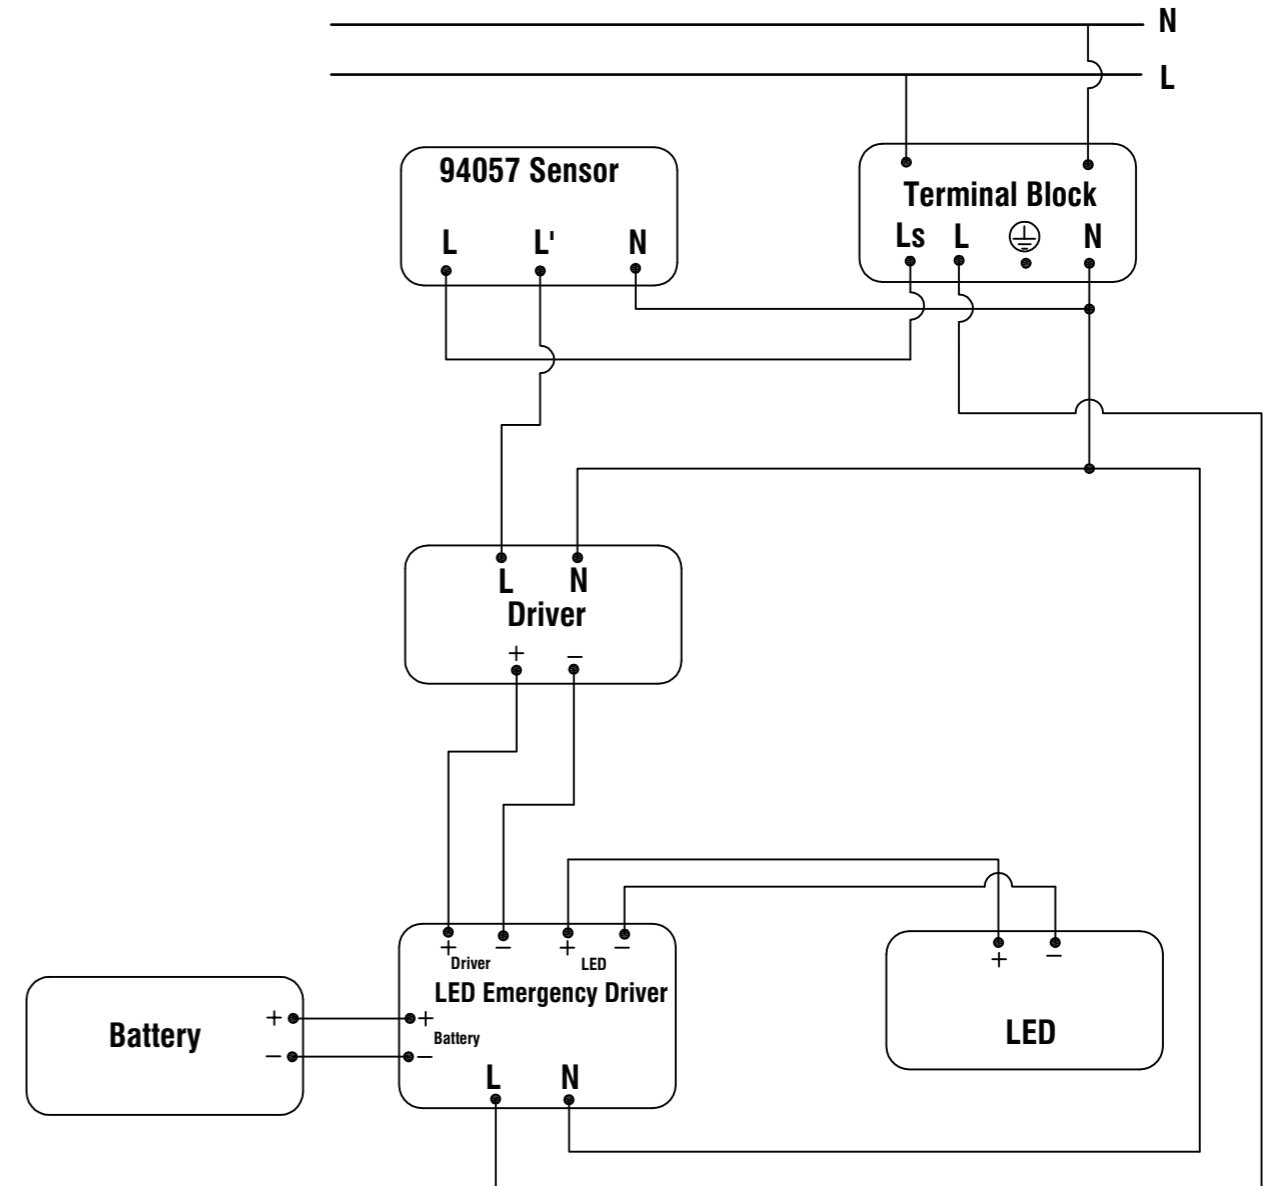 N
L
94057 Sensor
L L' N
Terminal Block
Ls L N
L N
Driver
+ −
+ − + −
Driver LED
LED Emergency Driver
+ +
Battery
Battery
− −
L N
+ −
LED